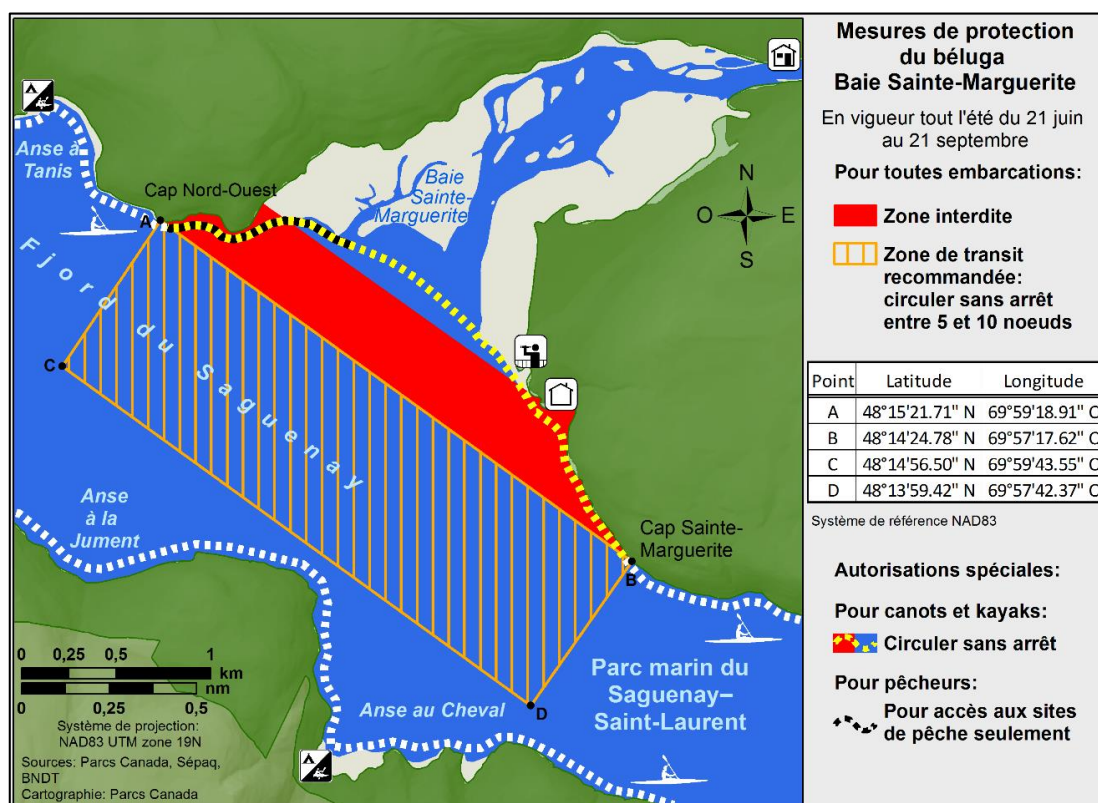 Mesures de protection
du béluga
Baie Sainte-Marguerite
En vigueur tout l'été du 21 juin
au 21 septembre
Pour toutes embarcations:
Zone interdite
Zone de transit
recommandée:
circuler sans arrêt
entre 5 et 10 noeuds
Point Latitude Longitude
A 48°15'21.71" N 69°59'18.91" O
B 48°14'24.78" N 69°57'17.62" O
C 48°14'56.50" N 69°59'43.55" O
D 48°13'59.42" N 69°57'42.37" O
Système de référence NAD83
Autorisations spéciales:
Pour canots et kayaks:
Circuler sans arrêt
Pour pêcheurs:
Pour accès aux sites
de pêche seulement
Anse à
Tanis
Cap Nord-Ouest
A
Baie
Sainte-
Marguerite
N
O E
S
Fjord du Saguenay
C
Anse
à la
Jument
Cap Sainte-
Marguerite
B
Parc marin du
Saguenay–
Saint-Laurent
D
Anse au Cheval
0 0,25 0,5 1
km
nm
0 0,25 0,5
Système de projection:
NAD83 UTM zone 19N
Sources: Parcs Canada, Sépaq,
BNDT
Cartographie: Parcs Canada